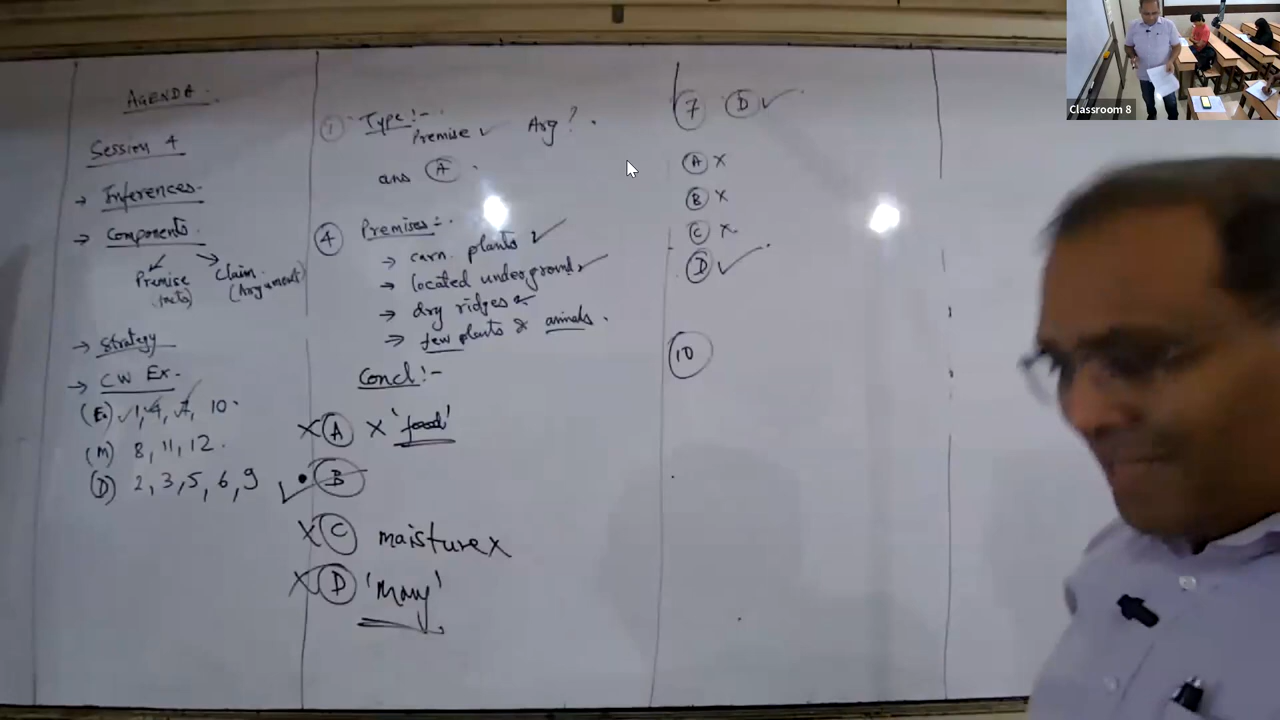 AGENDA.
Session 4
→ Inferences.
→ Components.
Premise
(facts)
Claim.
(Argument)
→ Strategy
→ CW Ex.
(E) 1, 4, 7, 10.
(M) 8, 11, 12.
(D) 2, 3, 5, 6, 9
① Type:-
Premise ✓ Arg?.
ans Ⓐ.
④ Premises:-
→ carn. plants ✓
→ located underground ✓
→ dry ridges ✓
→ few plants & animals.
Concl:-
X Ⓐ X 'food'
✓ Ⓑ
X Ⓒ maisture X
X Ⓓ 'Many'
⑦ Ⓓ ✓
Ⓐ X
Ⓑ X
Ⓒ X
Ⓓ ✓
⑩
Classroom 8